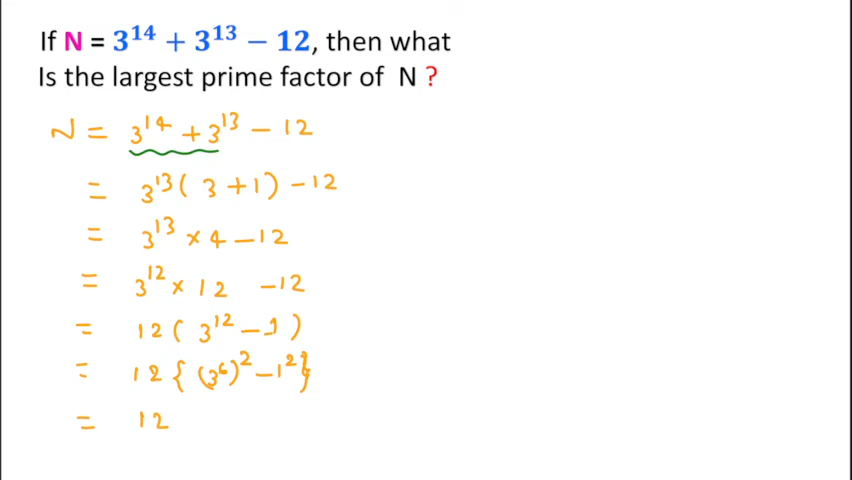 If N = 3¹⁴ + 3¹³ − 12, then what
Is the largest prime factor of N ?
N = 3¹⁴ + 3¹³ − 12
= 3¹³ ( 3 + 1 ) − 12
= 3¹³ × 4 − 12
= 3¹² × 12 − 12
= 12 ( 3¹² − 1 )
= 12 { (3⁶)² − 1² }
= 12